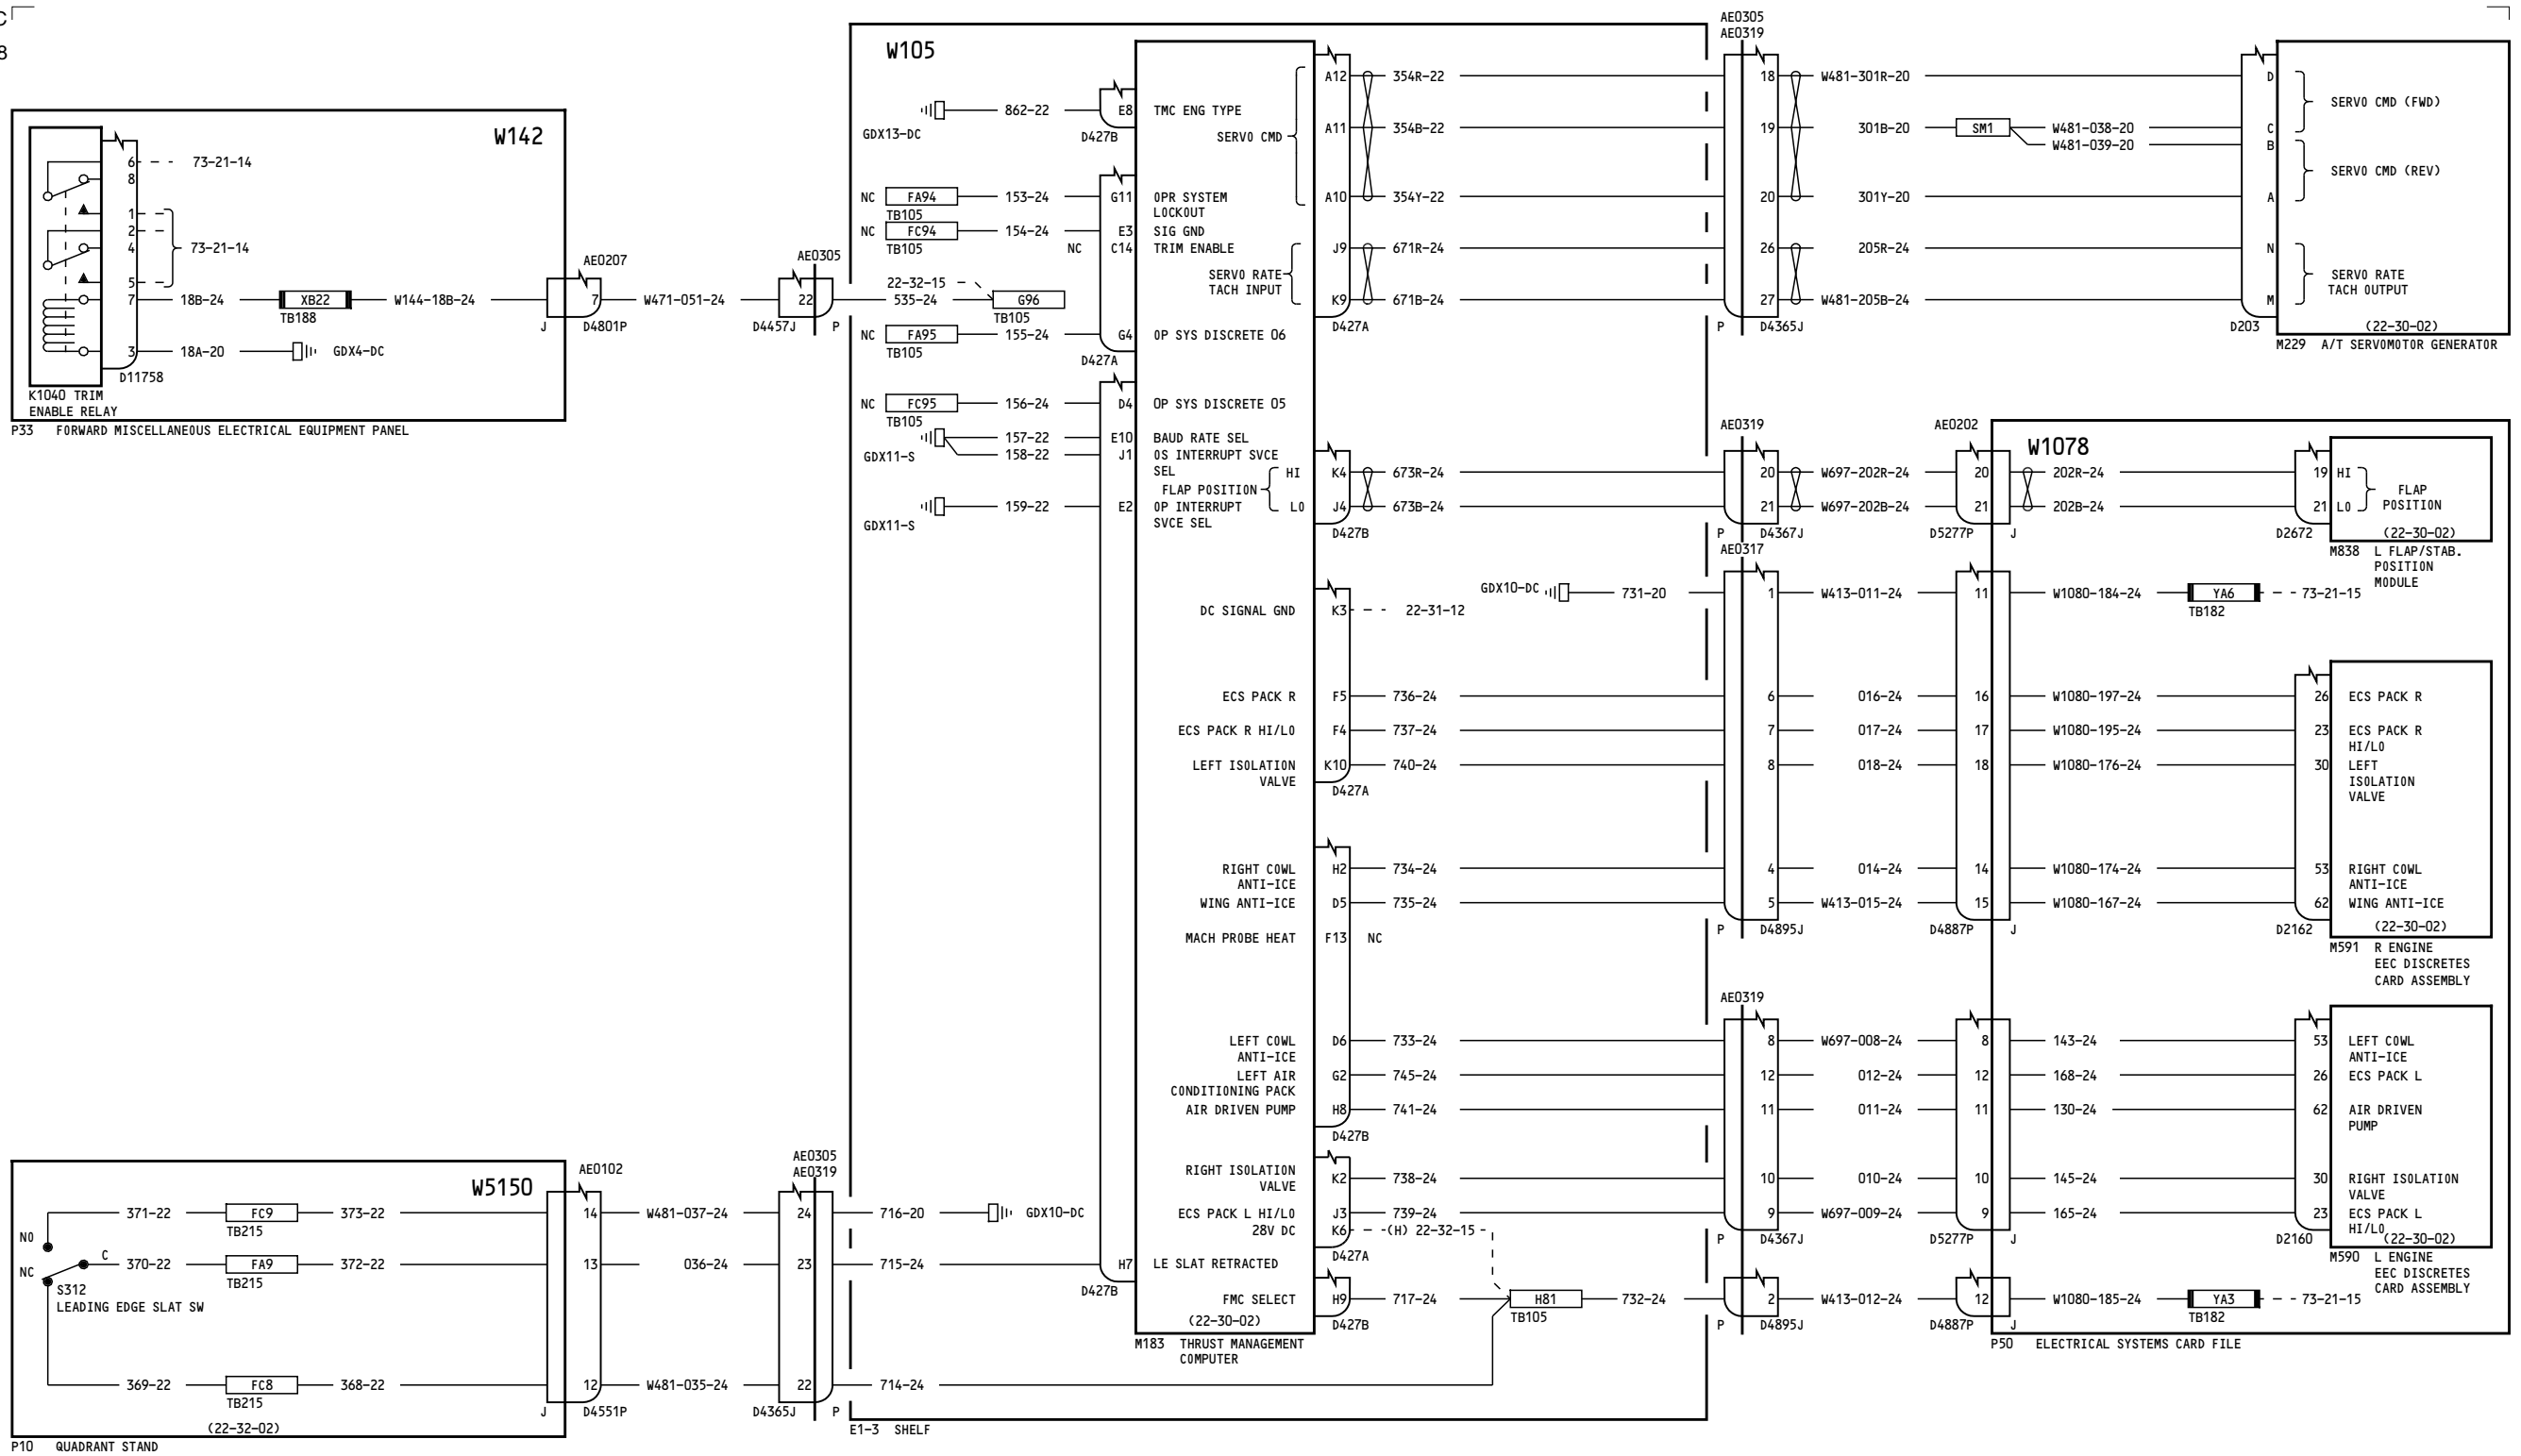 C
8
W142
6 73-21-14
8
1
2
4 73-21-14
5
7 18B-24 XB22 W144-18B-24
TB188
3 18A-20 GDX4-DC
D11758
K1040 TRIM
ENABLE RELAY
P33 FORWARD MISCELLANEOUS ELECTRICAL EQUIPMENT PANEL
AE0207
7 W471-051-24
J D4801P
AE0305
22
D4457J P
W105
GDX13-DC 862-22 E8 TMC ENG TYPE
D427B
NC FA94 153-24 G11 OPR SYSTEM
TB105 LOCKOUT
NC FC94 154-24 E3 SIG GND
TB105 NC C14 TRIM ENABLE
22-32-15
535-24 G96
TB105
NC FA95 155-24 G4 OP SYS DISCRETE 06
TB105
D427A
NC FC95 156-24 D4 OP SYS DISCRETE 05
TB105
157-22 E10 BAUD RATE SEL
GDX11-S 158-22 J1 OS INTERRUPT SVCE
SEL
159-22 E2 OP INTERRUPT
GDX11-S SVCE SEL
SERVO CMD
A12 354R-22
A11 354B-22
A10 354Y-22
SERVO RATE
TACH INPUT
J9 671R-24
K9 671B-24
D427A
FLAP POSITION
HI K4 673R-24
LO J4 673B-24
D427B
DC SIGNAL GND K3 22-31-12
GDX10-DC 731-20
ECS PACK R F5 736-24
ECS PACK R HI/LO F4 737-24
LEFT ISOLATION
VALVE K10 740-24
D427A
RIGHT COWL
ANTI-ICE H2 734-24
WING ANTI-ICE D5 735-24
MACH PROBE HEAT F13 NC
LEFT COWL
ANTI-ICE D6 733-24
LEFT AIR
CONDITIONING PACK G2 745-24
AIR DRIVEN PUMP H8 741-24
D427B
RIGHT ISOLATION
VALVE K2 738-24
ECS PACK L HI/LO J3 739-24
28V DC K6 (H) 22-32-15
D427A
H7 LE SLAT RETRACTED
D427B
FMC SELECT H9 717-24 H81 732-24
TB105
D427B
(22-30-02)
M183 THRUST MANAGEMENT
COMPUTER
E1-3 SHELF
AE0305
AE0319
18 W481-301R-20
19 301B-20 SM1 W481-038-20
W481-039-20
20 301Y-20
26 205R-24
27 W481-205B-24
P D4365J
D
C
B
A
N
M
SERVO CMD (FWD)
SERVO CMD (REV)
SERVO RATE
TACH OUTPUT
(22-30-02)
D203
M229 A/T SERVOMOTOR GENERATOR
AE0319
20 W697-202R-24
21 W697-202B-24
P D4367J
AE0202
20 202R-24
21 202B-24
D5277P J
W1078
19 HI
21 LO
FLAP
POSITION
(22-30-02)
D2672
M838 L FLAP/STAB.
POSITION
MODULE
AE0317
1 W413-011-24 11 W1080-184-24 YA6 73-21-15
TB182
6 016-24 16 W1080-197-24 26 ECS PACK R
7 017-24 17 W1080-195-24 23 ECS PACK R
HI/LO
8 018-24 18 W1080-176-24 30 LEFT
ISOLATION
VALVE
4 014-24 14 W1080-174-24 53 RIGHT COWL
ANTI-ICE
5 W413-015-24 15 W1080-167-24 62 WING ANTI-ICE
P D4895J D4887P J D2162 (22-30-02)
M591 R ENGINE
EEC DISCRETES
CARD ASSEMBLY
AE0319
8 W697-008-24 8 143-24 53 LEFT COWL
ANTI-ICE
12 012-24 12 168-24 26 ECS PACK L
11 011-24 11 130-24 62 AIR DRIVEN
PUMP
10 010-24 10 145-24 30 RIGHT ISOLATION
VALVE
9 W697-009-24 9 165-24 23 ECS PACK L
HI/LO
P D4367J D5277P J D2160 (22-30-02)
M590 L ENGINE
EEC DISCRETES
CARD ASSEMBLY
2 W413-012-24 12 W1080-185-24 YA3 73-21-15
TB182
P D4895J D4887P J
P50 ELECTRICAL SYSTEMS CARD FILE
W5150
NO 371-22 FC9 373-22
TB215
C
NC 370-22 FA9 372-22
TB215
S312
LEADING EDGE SLAT SW
369-22 FC8 368-22
TB215
(22-32-02)
P10 QUADRANT STAND
AE0102
14 W481-037-24
13 036-24
12 W481-035-24
J D4551P
AE0305
AE0319
24 716-20 GDX10-DC
23 715-24
22 714-24
D4365J P